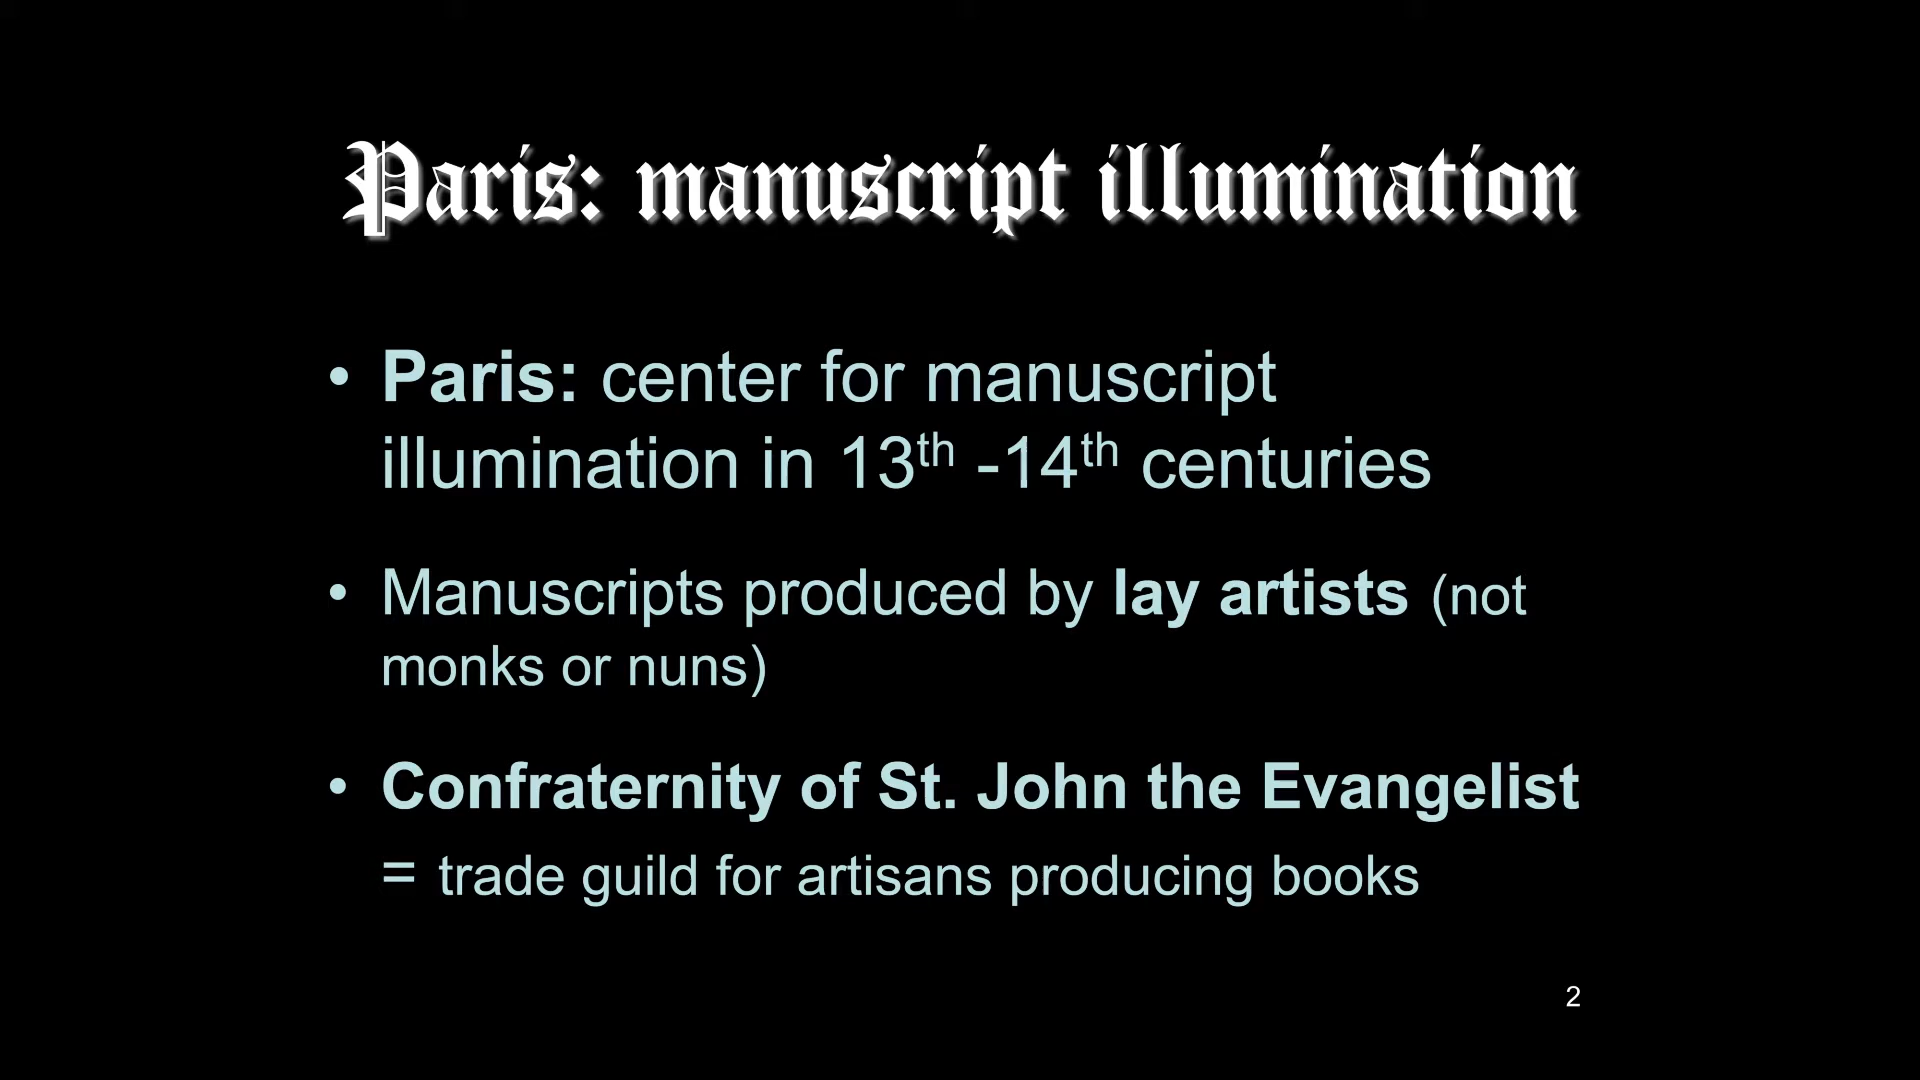 Paris: manuscript illumination
• Paris: center for manuscript
illumination in 13th -14th centuries
• Manuscripts produced by lay artists (not
monks or nuns)
• Confraternity of St. John the Evangelist
= trade guild for artisans producing books
2